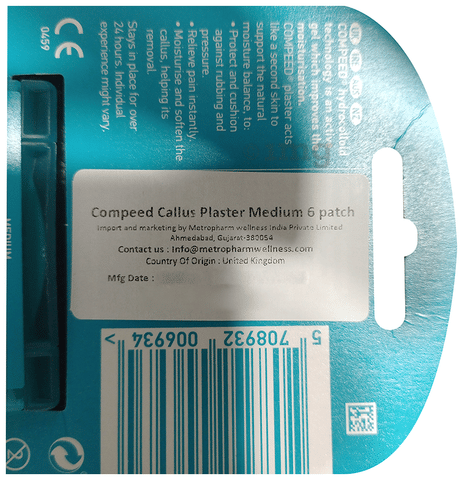 COMPEED® hydrocolloid
technology is an active
gel which improves the
moisturisation.
COMPEED® plaster acts
like a second skin to
support the natural
moisture balance, to:
• Protect and cushion
against rubbing and
pressure.
• Relieve pain instantly.
• Moisturise and soften the
callus, helping its
removal.
Stays in place for over
24 hours. Individual
experience might vary.
CE
0459
MEDIUM
Compeed Callus Plaster Medium 6 patch
Import and marketing by Metropharm wellness India Private Limited
Ahmedabad, Gujarat-380054
Contact us : Info@metropharmwellness.com
Country Of Origin : United Kingdom
Mfg Date :
5 708932 006934 >